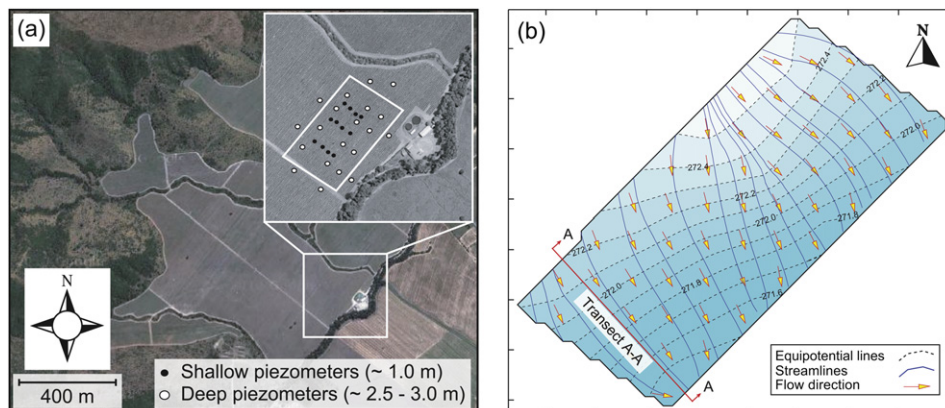 (a)
N
400 m
Shallow piezometers (~ 1.0 m)
Deep piezometers (~ 2.5 - 3.0 m)
(b)
N
272.4
272.2
272.0
272.4
272.2
272.0
271.8
272.2
272.0
271.8
271.6
A
Transect A-A
A
Equipotential lines
Streamlines
Flow direction